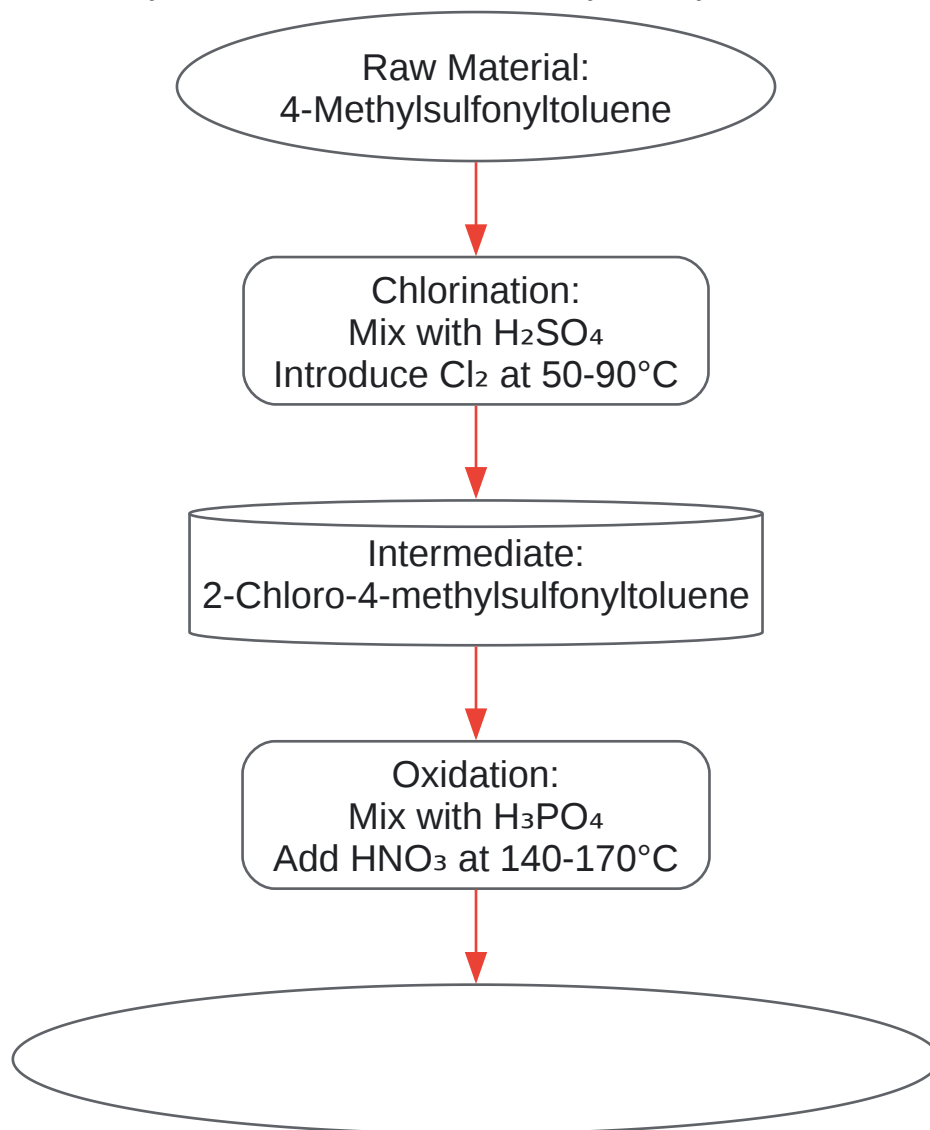 Raw Material:
4-Methylsulfonyltoluene
Chlorination:
Mix with H₂SO₄
Introduce Cl₂ at 50-90°C
Intermediate:
2-Chloro-4-methylsulfonyltoluene
Oxidation:
Mix with H₃PO₄
Add HNO₃ at 140-170°C